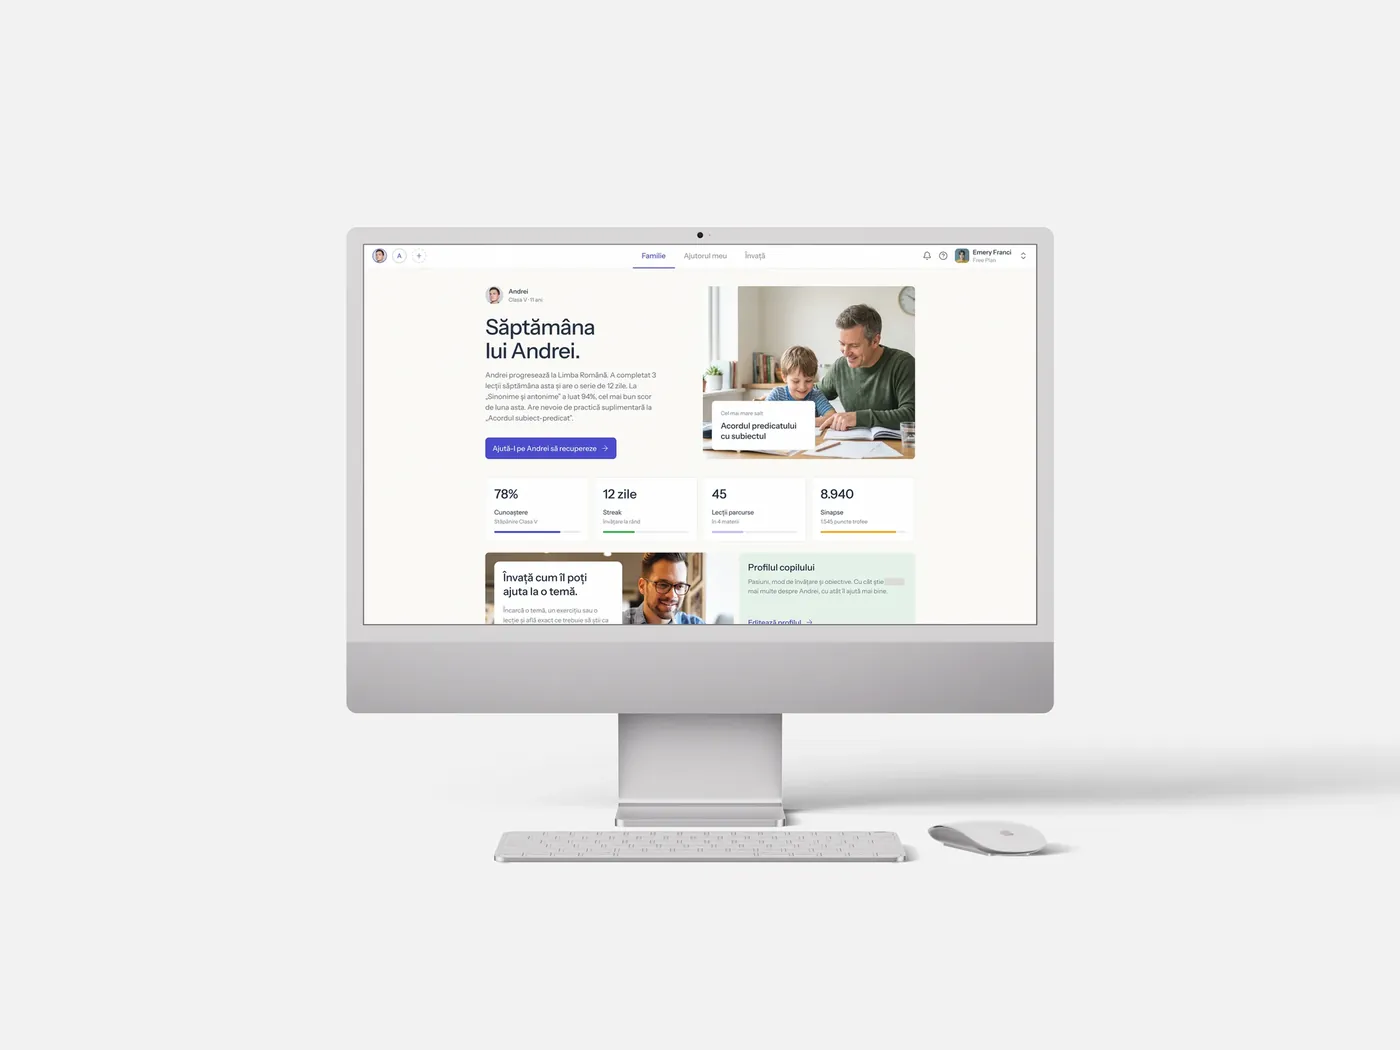 A
+
Familie
Ajutorul meu
Învață
Emery Franci
Free Plan
Andrei
Clasa V · 11 ani
Săptămâna
lui Andrei.
Andrei progresează la Limba Română. A completat 3
lecții săptămâna asta și are o serie de 12 zile. La
„Sinonime și antonime” a luat 94%, cel mai bun scor
de luna asta. Are nevoie de practică suplimentară la
„Acordul subiect-predicat”.
Ajută-l pe Andrei să recupereze →
Cel mai mare salt
Acordul predicatului
cu subiectul
78%
Cunoaștere
Stăpânire Clasa V
12 zile
Streak
Învățare la rând
45
Lecții parcurse
În 4 materii
8.940
Sinapse
1.545 puncte trofee
Învață cum îl poți
ajuta la o temă.
Încarcă o temă, un exercițiu sau o
lecție și află exact ce trebuie să știi ca
Profilul copilului
Pasiuni, mod de învățare și obiective. Cu cât știe
mai multe despre Andrei, cu atât îl ajută mai bine.
Editează profilul →